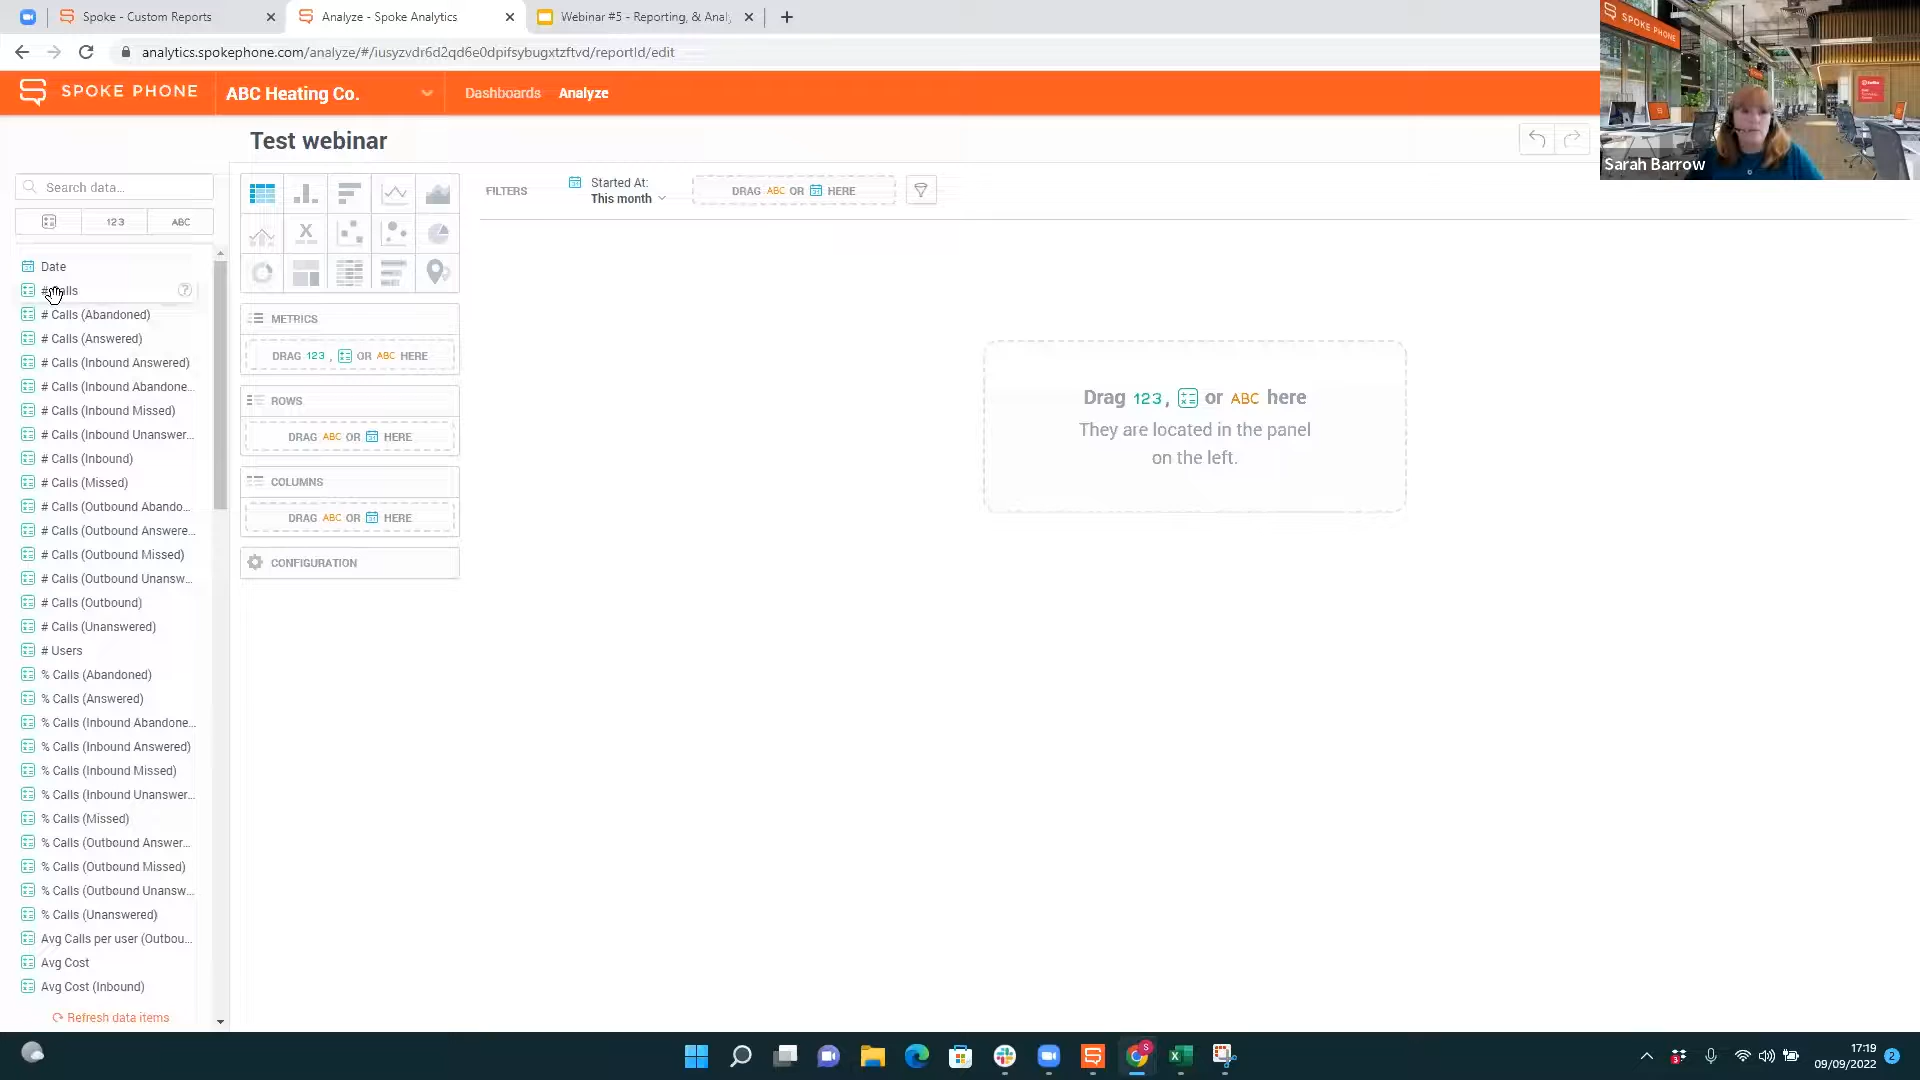 Spoke - Custom Reports
Analyze - Spoke Analytics
Webinar #5 - Reporting, & Anal
analytics.spokephone.com/analyze/#/iusyzvdr6d2qd6e0dpifsybugxtzftvd/reportId/edit
SPOKE PHONE
ABC Heating Co.
Dashboards
Analyze
SPOKE PHONE
Sarah Barrow
Test webinar
Search data...
123
ABC
FILTERS
Started At:
This month
DRAG ABC OR HERE
Date
# Calls (Abandoned)
# Calls (Answered)
# Calls (Inbound Answered)
# Calls (Inbound Abandone...
# Calls (Inbound Missed)
# Calls (Inbound Unanswer...
# Calls (Inbound)
# Calls (Missed)
# Calls (Outbound Abando...
# Calls (Outbound Answere...
# Calls (Outbound Missed)
# Calls (Outbound Unansw...
# Calls (Outbound)
# Calls (Unanswered)
# Users
% Calls (Abandoned)
% Calls (Answered)
% Calls (Inbound Abandone...
% Calls (Inbound Answered)
% Calls (Inbound Missed)
% Calls (Inbound Unanswer...
% Calls (Missed)
% Calls (Outbound Answer...
% Calls (Outbound Missed)
% Calls (Outbound Unansw...
% Calls (Unanswered)
Avg Calls per user (Outbou...
Avg Cost
Avg Cost (Inbound)
Refresh data items
METRICS
DRAG 123 , OR ABC HERE
ROWS
DRAG ABC OR HERE
COLUMNS
DRAG ABC OR HERE
CONFIGURATION
Drag 123, or ABC here
They are located in the panel
on the left.
17:19
09/09/2022
2